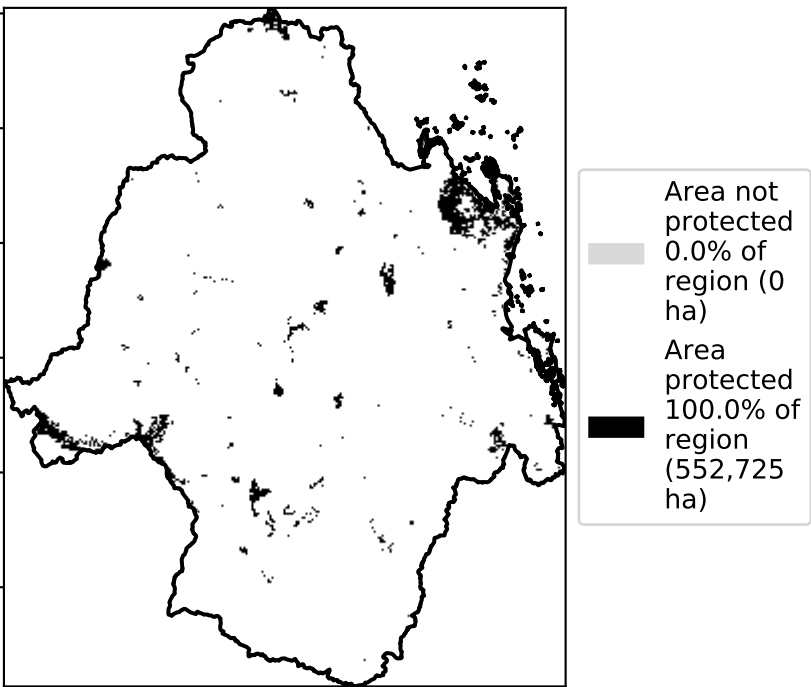 Area not
protected
0.0% of
region (0
ha)
Area
protected
100.0% of
region
(552,725
ha)